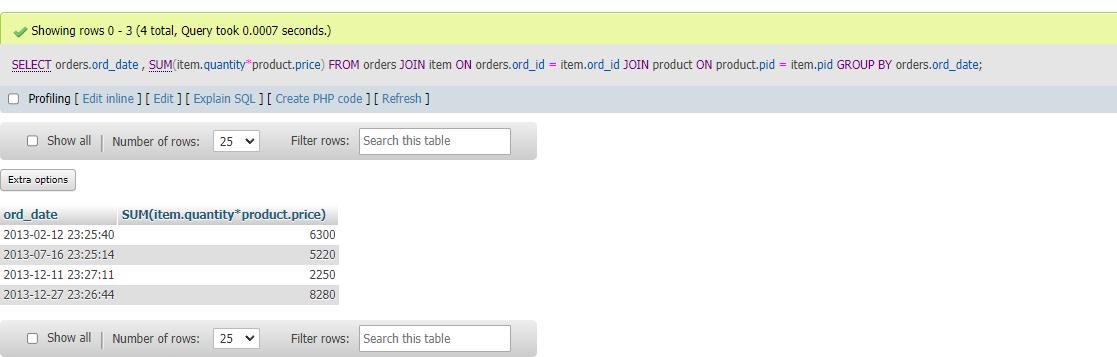 Showing rows 0 - 3 (4 total, Query took 0.0007 seconds.)
SELECT orders.ord_date , SUM(item.quantity*product.price) FROM orders JOIN item ON orders.ord_id = item.ord_id JOIN product ON product.pid = item.pid GROUP BY orders.ord_date;
Profiling [ Edit inline ] [ Edit ] [ Explain SQL ] [ Create PHP code ] [ Refresh ]
Show all | Number of rows: 25 Filter rows: Search this table
Extra options
ord_date SUM(item.quantity*product.price)
2013-02-12 23:25:40 6300
2013-07-16 23:25:14 5220
2013-12-11 23:27:11 2250
2013-12-27 23:26:44 8280
Show all | Number of rows: 25 Filter rows: Search this table